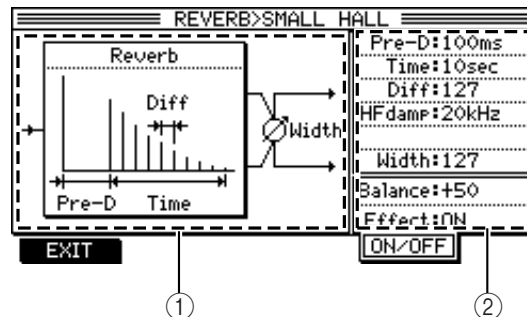 REVERB>SMALL HALL
Reverb
Diff
Width
Pre-D
Time
Pre-D:100ms
Time:10sec
Diff:127
HFdamp:20kHz
Width:127
Balance:+50
Effect:ON
EXIT
ON/OFF
①
②